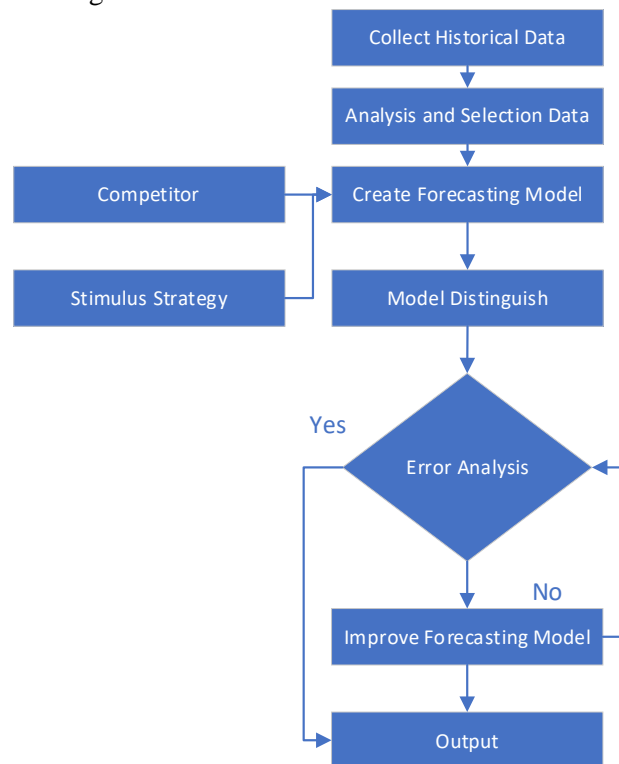 Collect Historical Data
Analysis and Selection Data
Competitor
Create Forecasting Model
Stimulus Strategy
Model Distinguish
Yes
Error Analysis
No
Improve Forecasting Model
Output